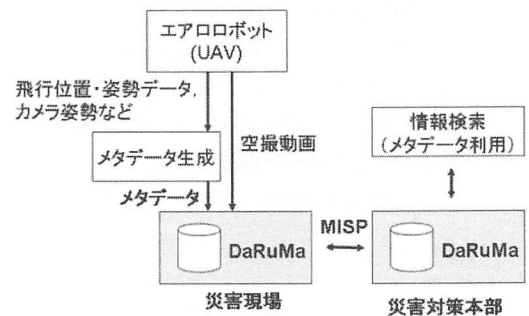 エアロロボット
(UAV)
飛行位置・姿勢データ,
カメラ姿勢など
メタデータ生成
空撮動画
メタデータ
情報検索
(メタデータ利用)
MISP
DaRuMa
DaRuMa
災害現場
災害対策本部